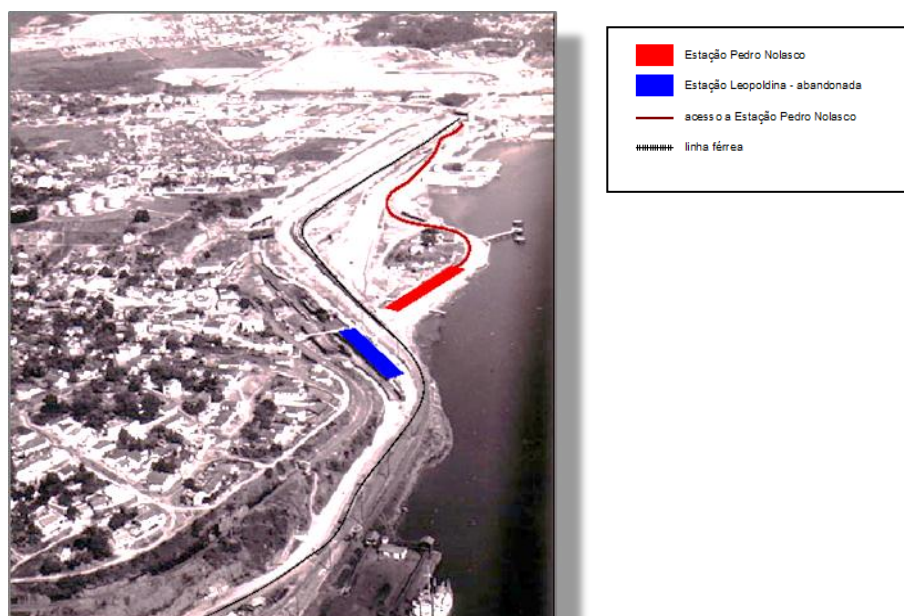 Estação Pedro Nolasco
Estação Leopoldina - abandonada
acesso a Estação Pedro Nolasco
linha férrea